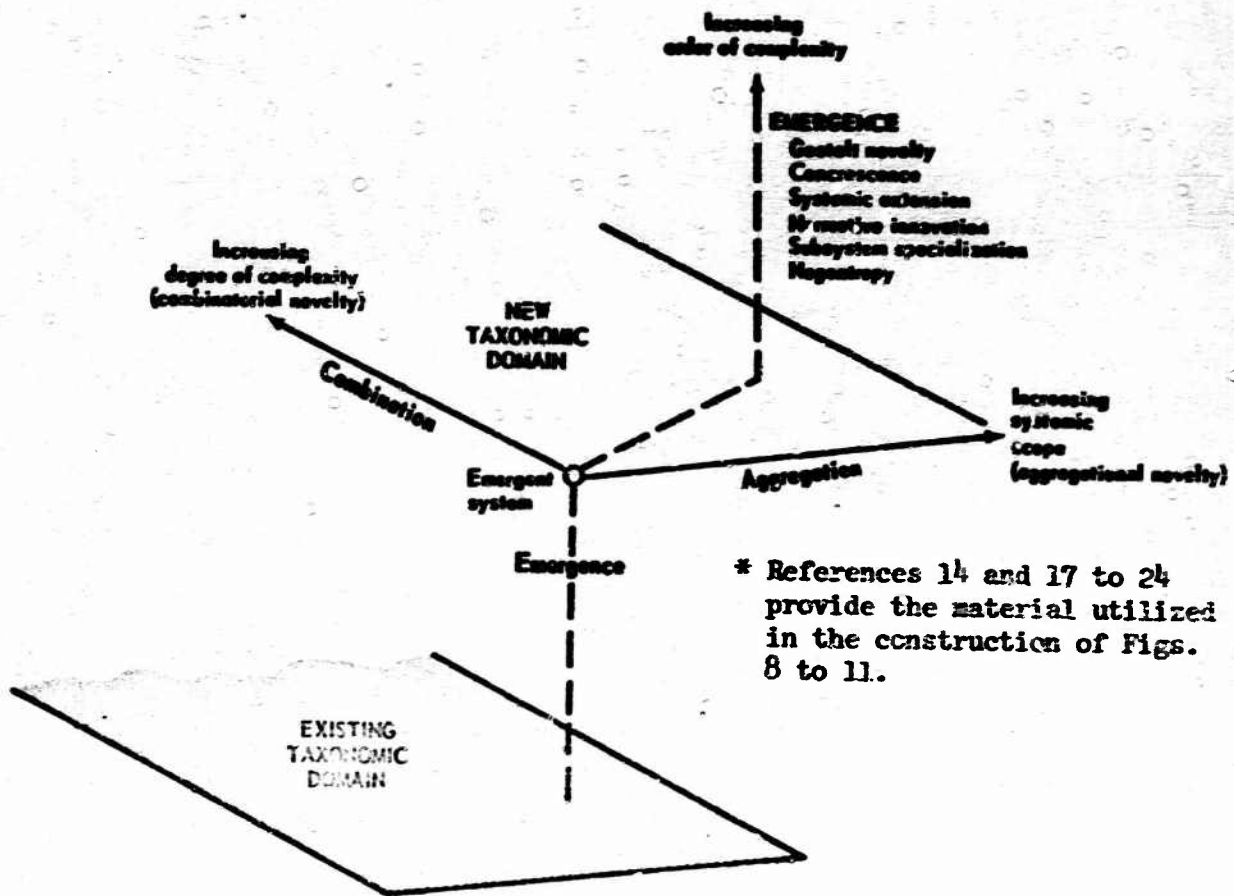 Increasing
order of complexity
EMERGENCE
Gestalt novelty
Concrescence
Systemic extension
innovation
Subsystem specialization
Negentropy
Increasing
degree of complexity
(combinatorial novelty)
NEW
TAXONOMIC
DOMAIN
Combination
Increasing
systemic
scope
(aggregational novelty)
Emergent
system
Aggregation
Emergence
* References 14 and 17 to 24
provide the material utilized
in the construction of Figs.
8 to 11.
EXISTING
TAXONOMIC
DOMAIN